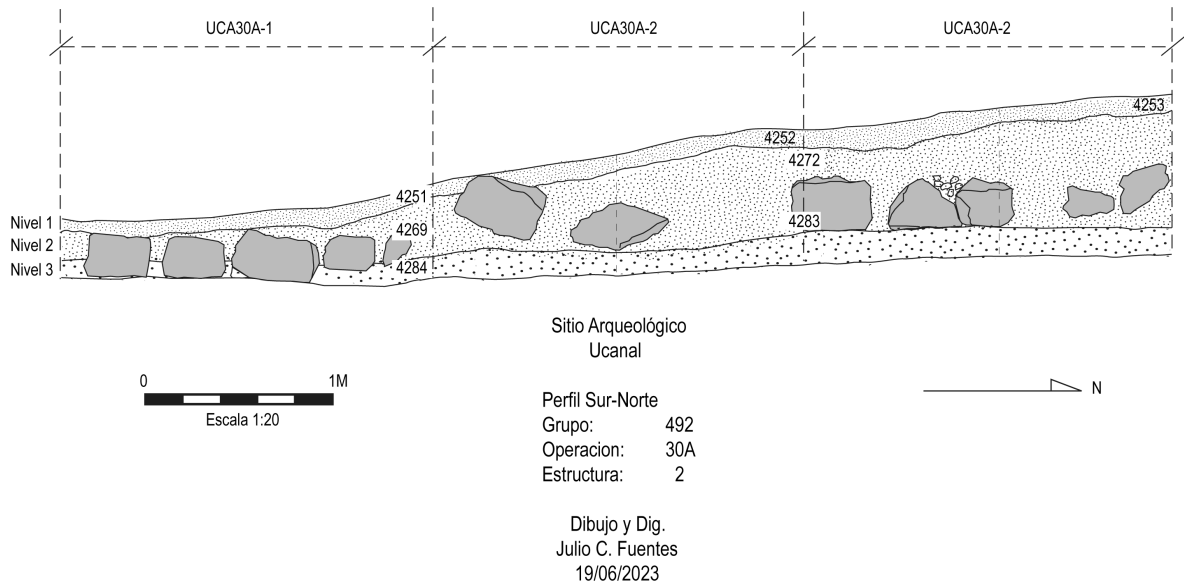 UCA30A-1 UCA30A-2 UCA30A-2
4253
4252
4272
4251
Nivel 1
4283
4269
Nivel 2
4284
Nivel 3
Sitio Arqueológico
Ucanal
0 1M
Escala 1:20
N
Perfil Sur-Norte
Grupo: 492
Operacion: 30A
Estructura: 2
Dibujo y Dig.
Julio C. Fuentes
19/06/2023